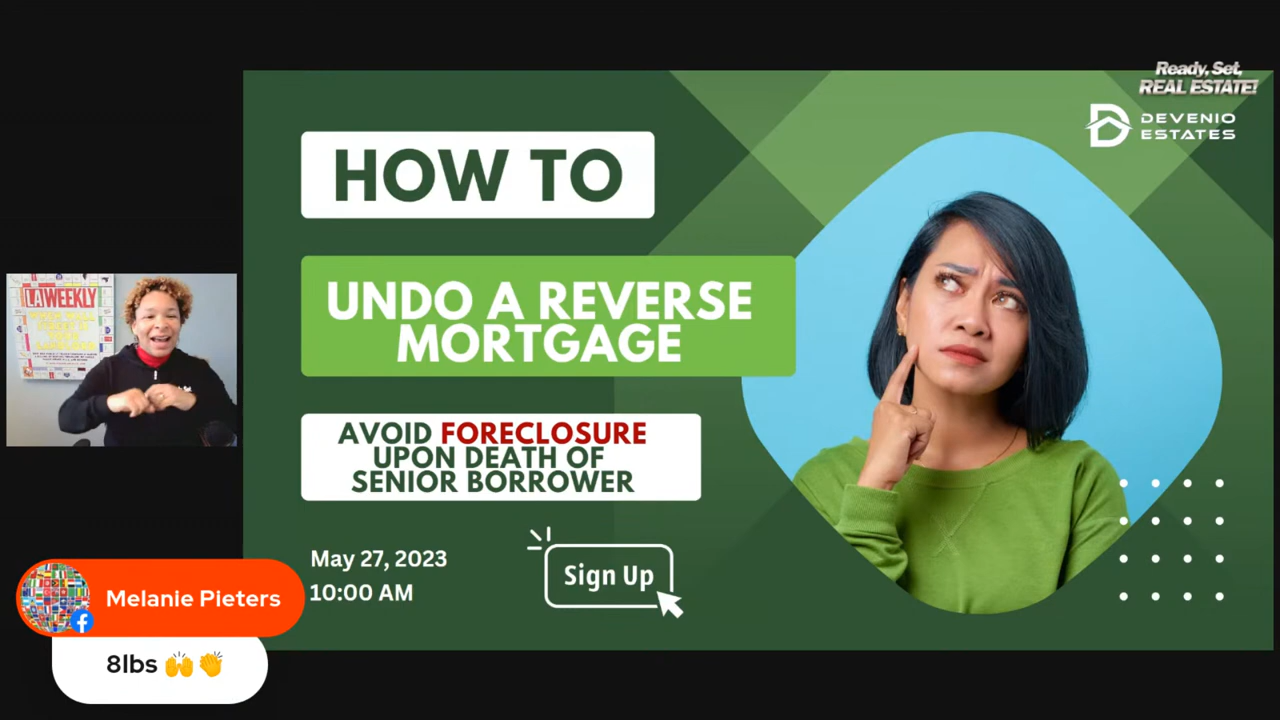 Ready, Set,
REAL ESTATE!
DEVENIO
ESTATES
HOW TO
UNDO A REVERSE
MORTGAGE
AVOID FORECLOSURE
UPON DEATH OF
SENIOR BORROWER
May 27, 2023
10:00 AM
Sign Up
LA WEEKLY
Melanie Pieters
8lbs 🙌 👏